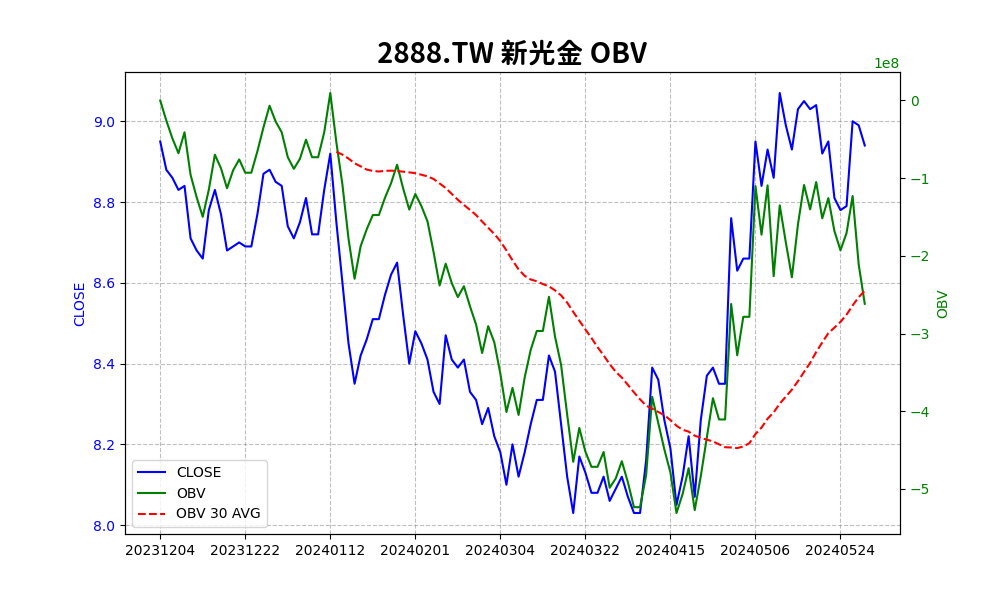 2888.TW 新光金 OBV
1e8
9.0
8.8
8.6
8.4
8.2
8.0
CLOSE
0
−1
−2
−3
−4
−5
OBV
CLOSE
OBV
OBV 30 AVG
20231204 20231222 20240112 20240201 20240304 20240322 20240415 20240506 20240524